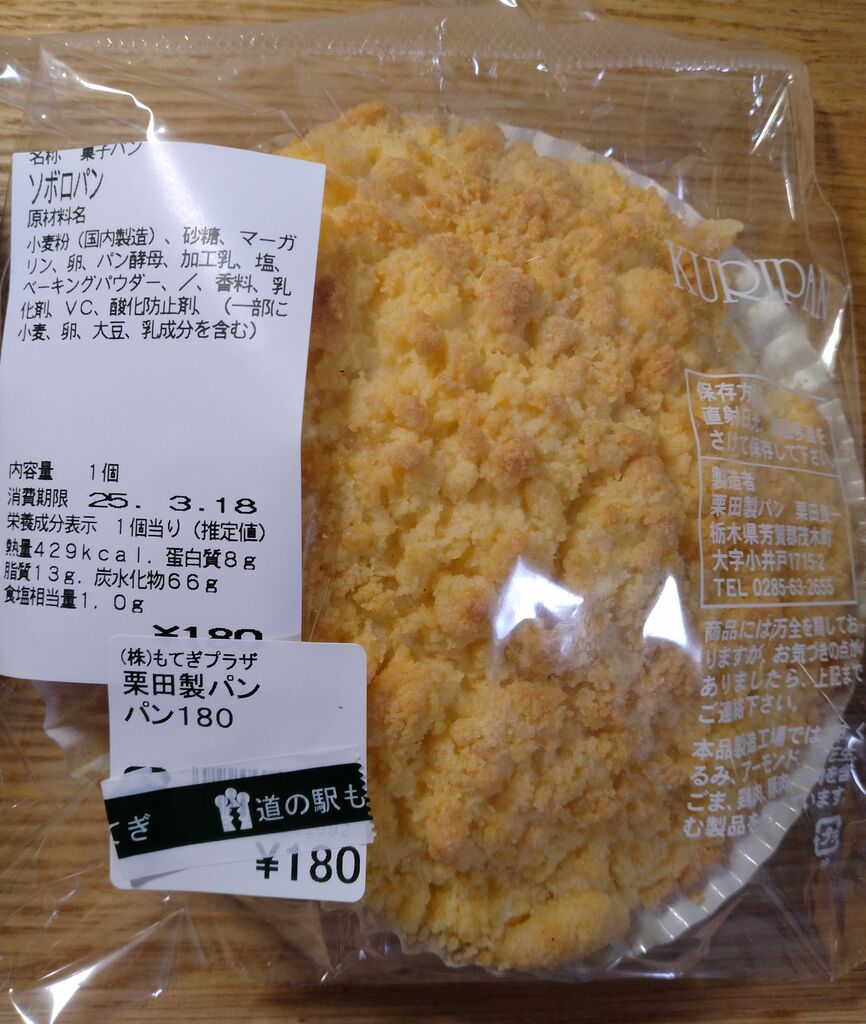 名称 菓子パン
ソボロパン
原材料名
小麦粉（国内製造）、砂糖、マーガ
リン、卵、パン酵母、加工乳、塩、
ベーキングパウダー、／、香料、乳
化剤、ＶＣ、酸化防止剤、（一部に
小麦、卵、大豆、乳成分を含む）
内容量 １個
消費期限 25. 3.18
栄養成分表示 １個当り（推定値）
熱量４２９ｋｃａｌ．蛋白質８ｇ
脂質１３ｇ．炭水化物６６ｇ
食塩相当量１．０ｇ
¥180
(株)もてぎプラザ
栗田製パン
パン180
てぎ 道の駅も
¥180
KURIPAN
保存方
直射日光
さけて保存して下さい
製造者
栗田製パン 栗田 一
栃木県芳賀郡茂木町
大字小井戸1715-2
TEL 0285-63-2655
商品には万全を期してお
りますが、お気づきの点が
ありましたら、上記まで
ご連絡下さい。
本品製造工場では
るみ、アーモンド、
ごま、鶏肉、豚肉 います
む製品を